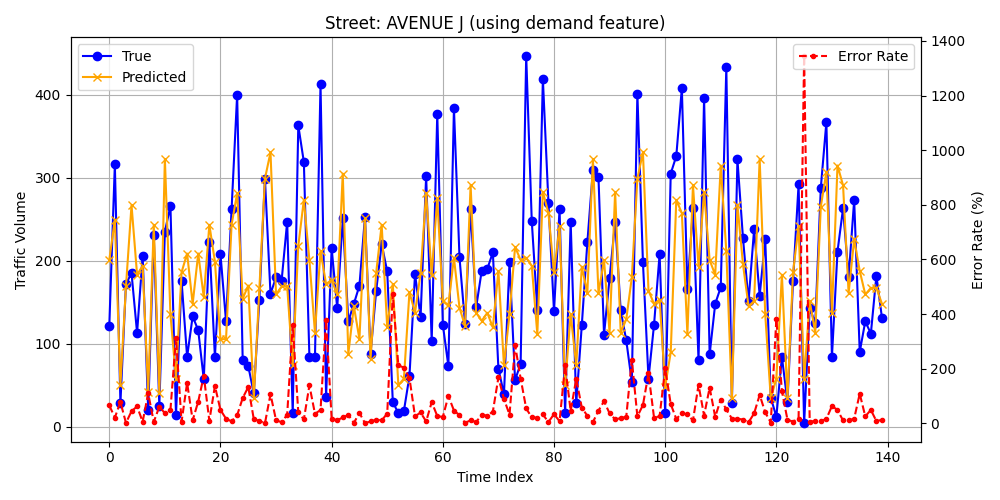 Street: AVENUE J (using demand feature)
True
Predicted
Error Rate
Traffic Volume
400
300
200
100
0
1400
1200
1000
800
600
400
200
0
Error Rate (%)
0 20 40 60 80 100 120 140
Time Index